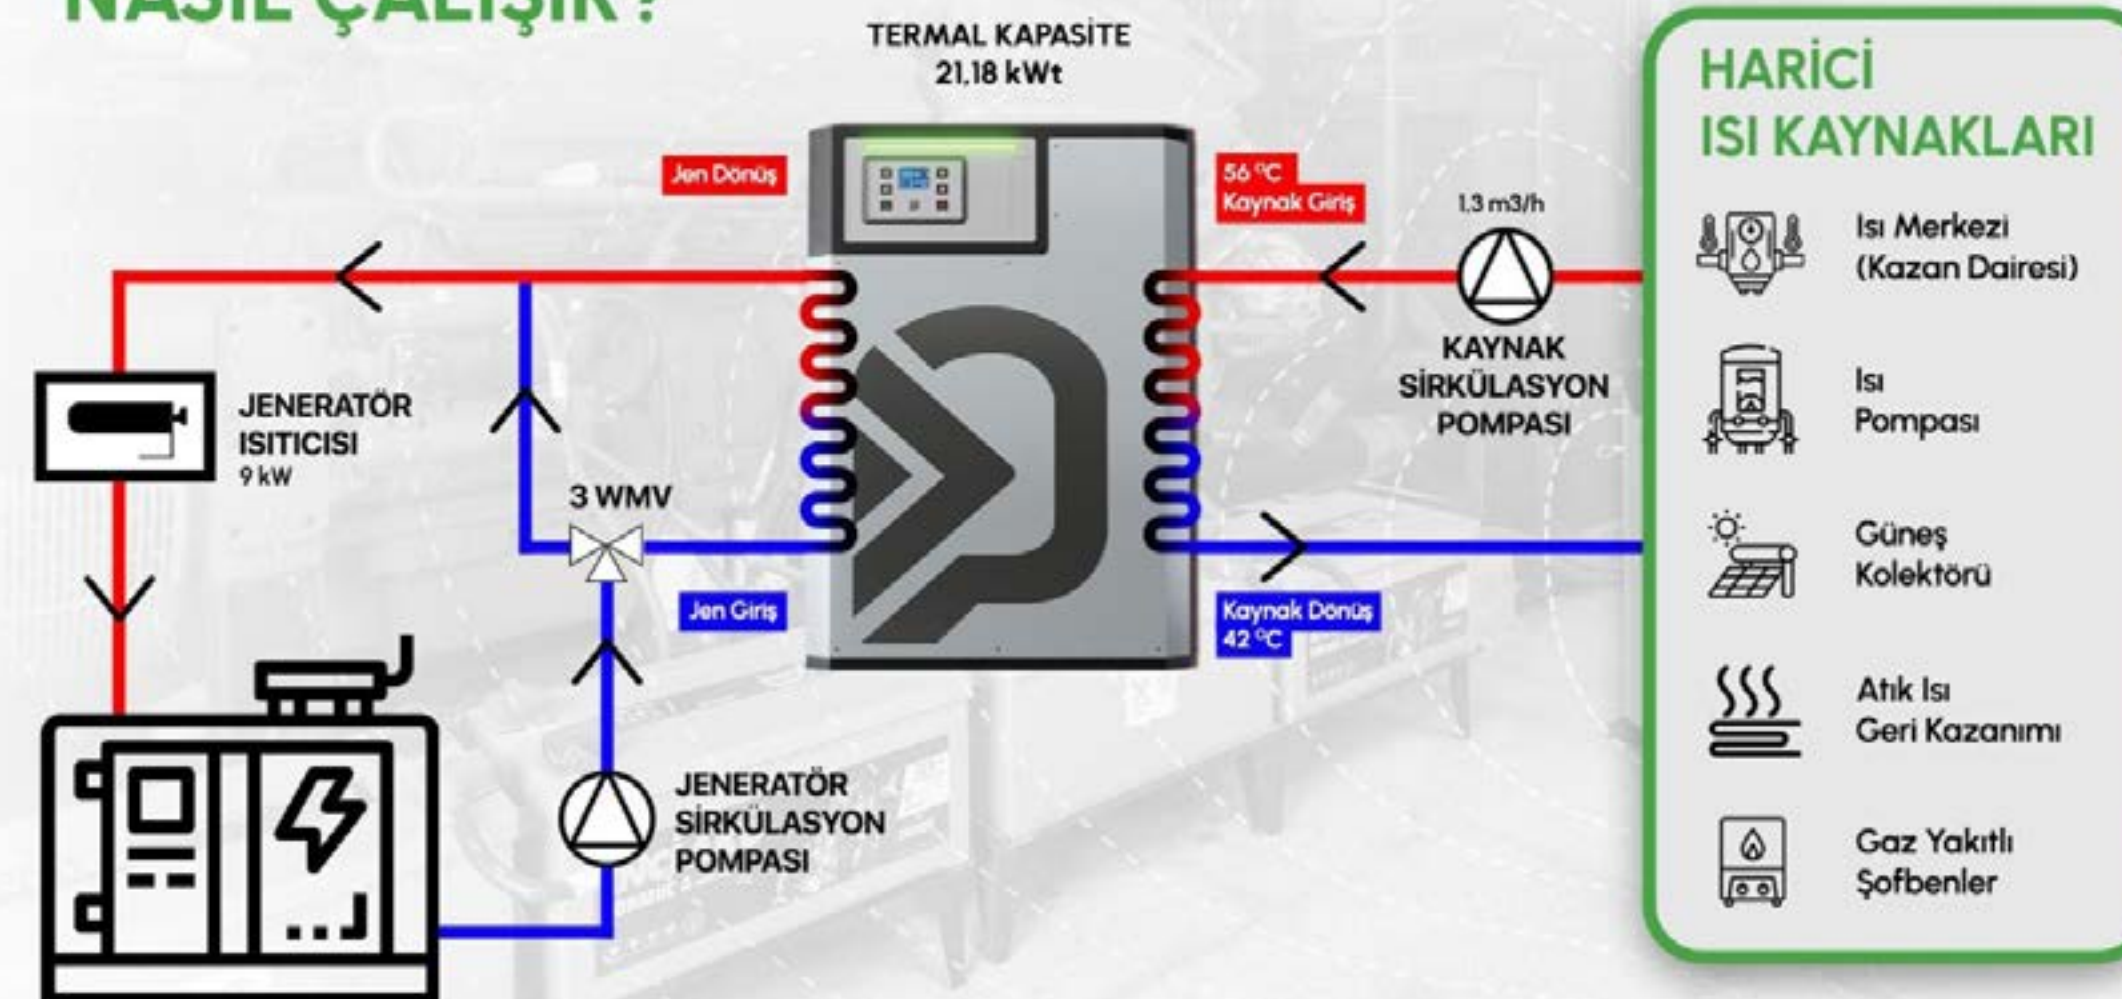 NASIL ÇALIŞIR?
TERMAL KAPASİTE
21,18 kWt
Jen Dönüş
56 °C
Kaynak Giriş
1,3 m3/h
KAYNAK
SİRKÜLASYON
POMPASI
JENERATÖR
ISITICISI
9 kW
3 WMV
Jen Giriş
Kaynak Dönüş
42 °C
JENERATÖR
SİRKÜLASYON
POMPASI
HARİCİ
ISI KAYNAKLARI
Isı Merkezi
(Kazan Dairesi)
Isı
Pompası
Güneş
Kolektörü
Atık Isı
Geri Kazanımı
Gaz Yakıtlı
Şofbenler